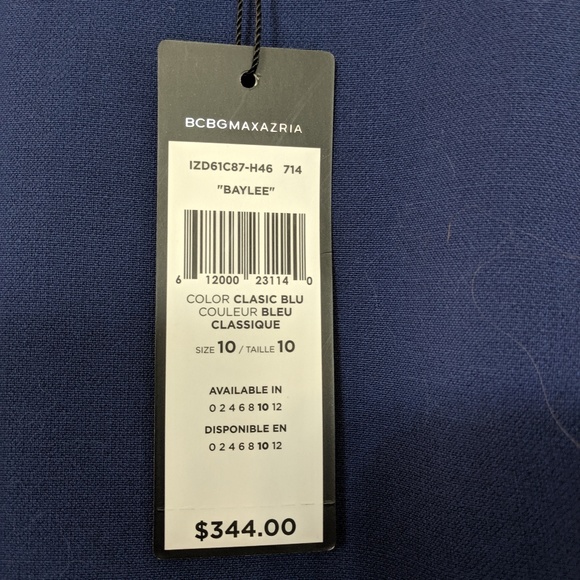 BCBGMAXAZRIA
IZD61C87-H46 714
"BAYLEE"
6 12000 23114 0
COLOR CLASIC BLU
COULEUR BLEU
CLASSIQUE
SIZE 10 / TAILLE 10
AVAILABLE IN
0 2 4 6 8 10 12
DISPONIBLE EN
0 2 4 6 8 10 12
$344.00